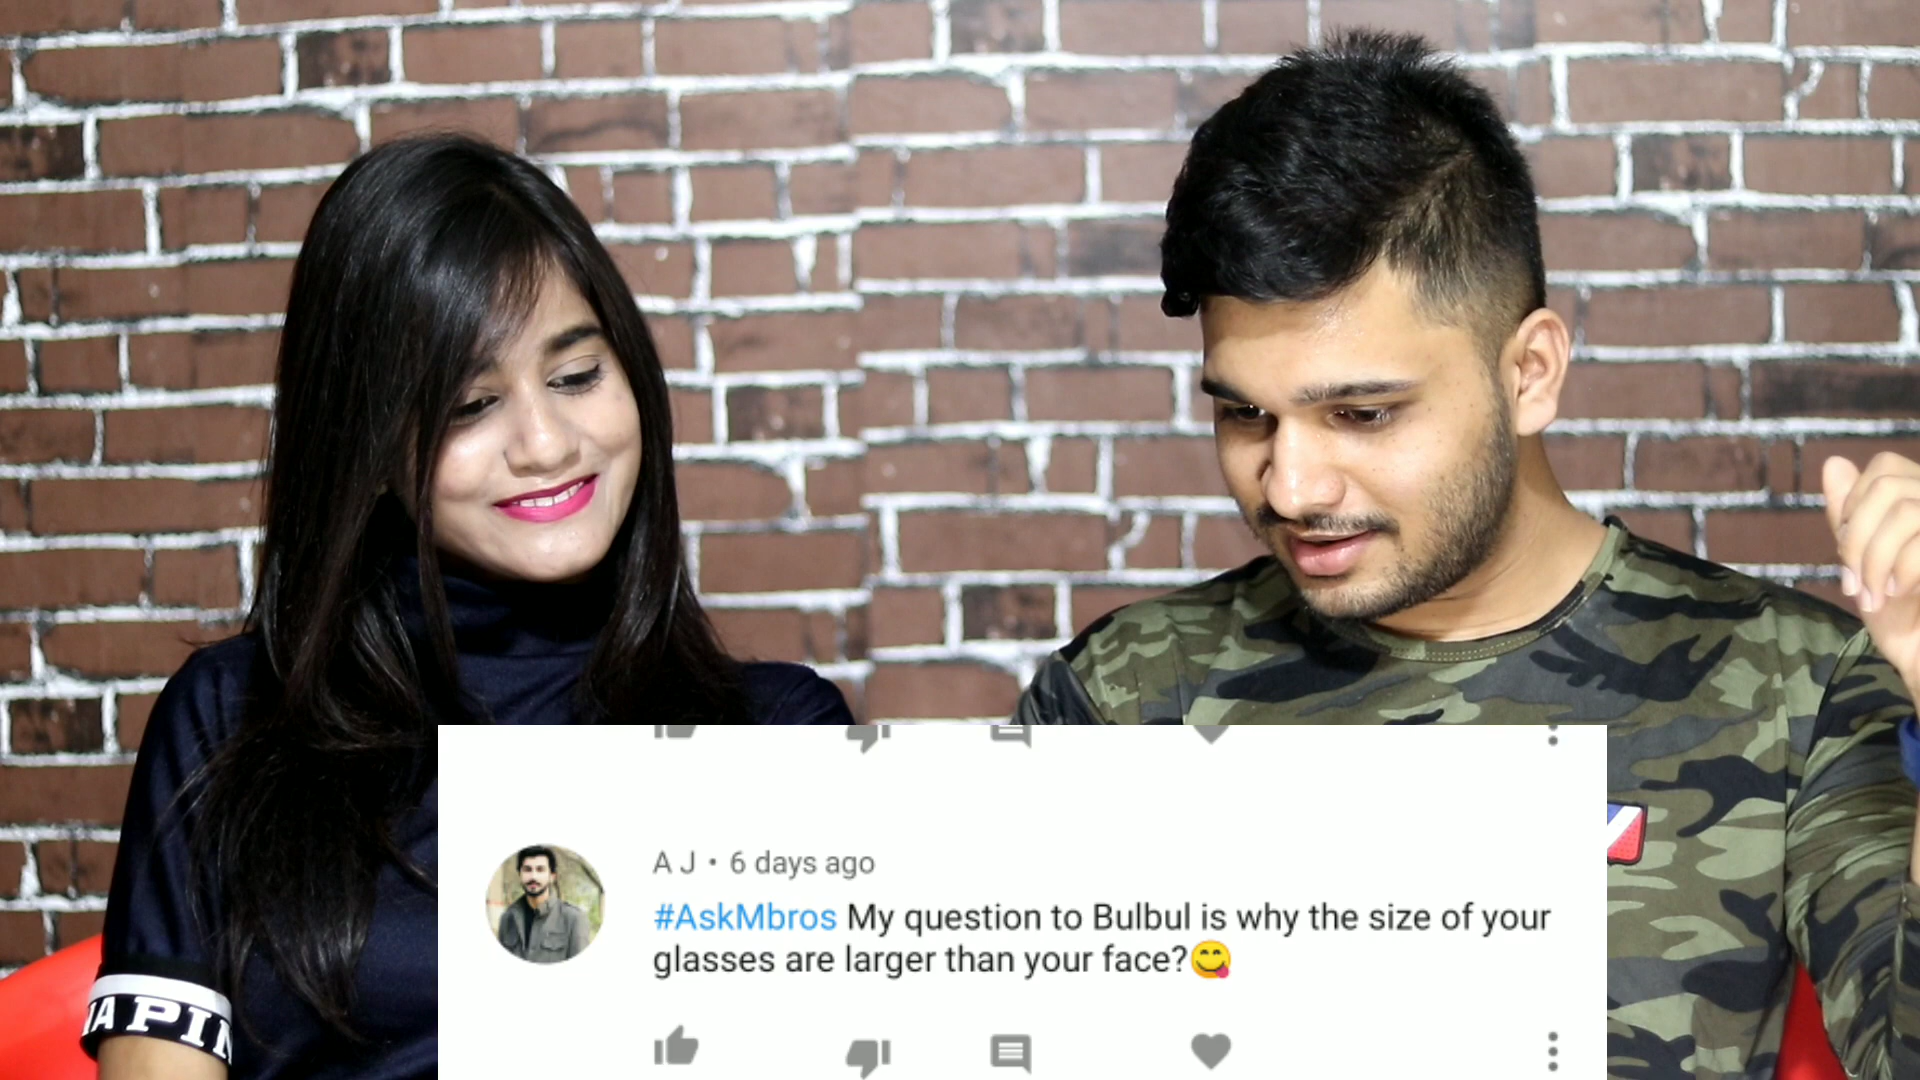 A J • 6 days ago
#AskMbros My question to Bulbul is why the size of your
glasses are larger than your face?😋